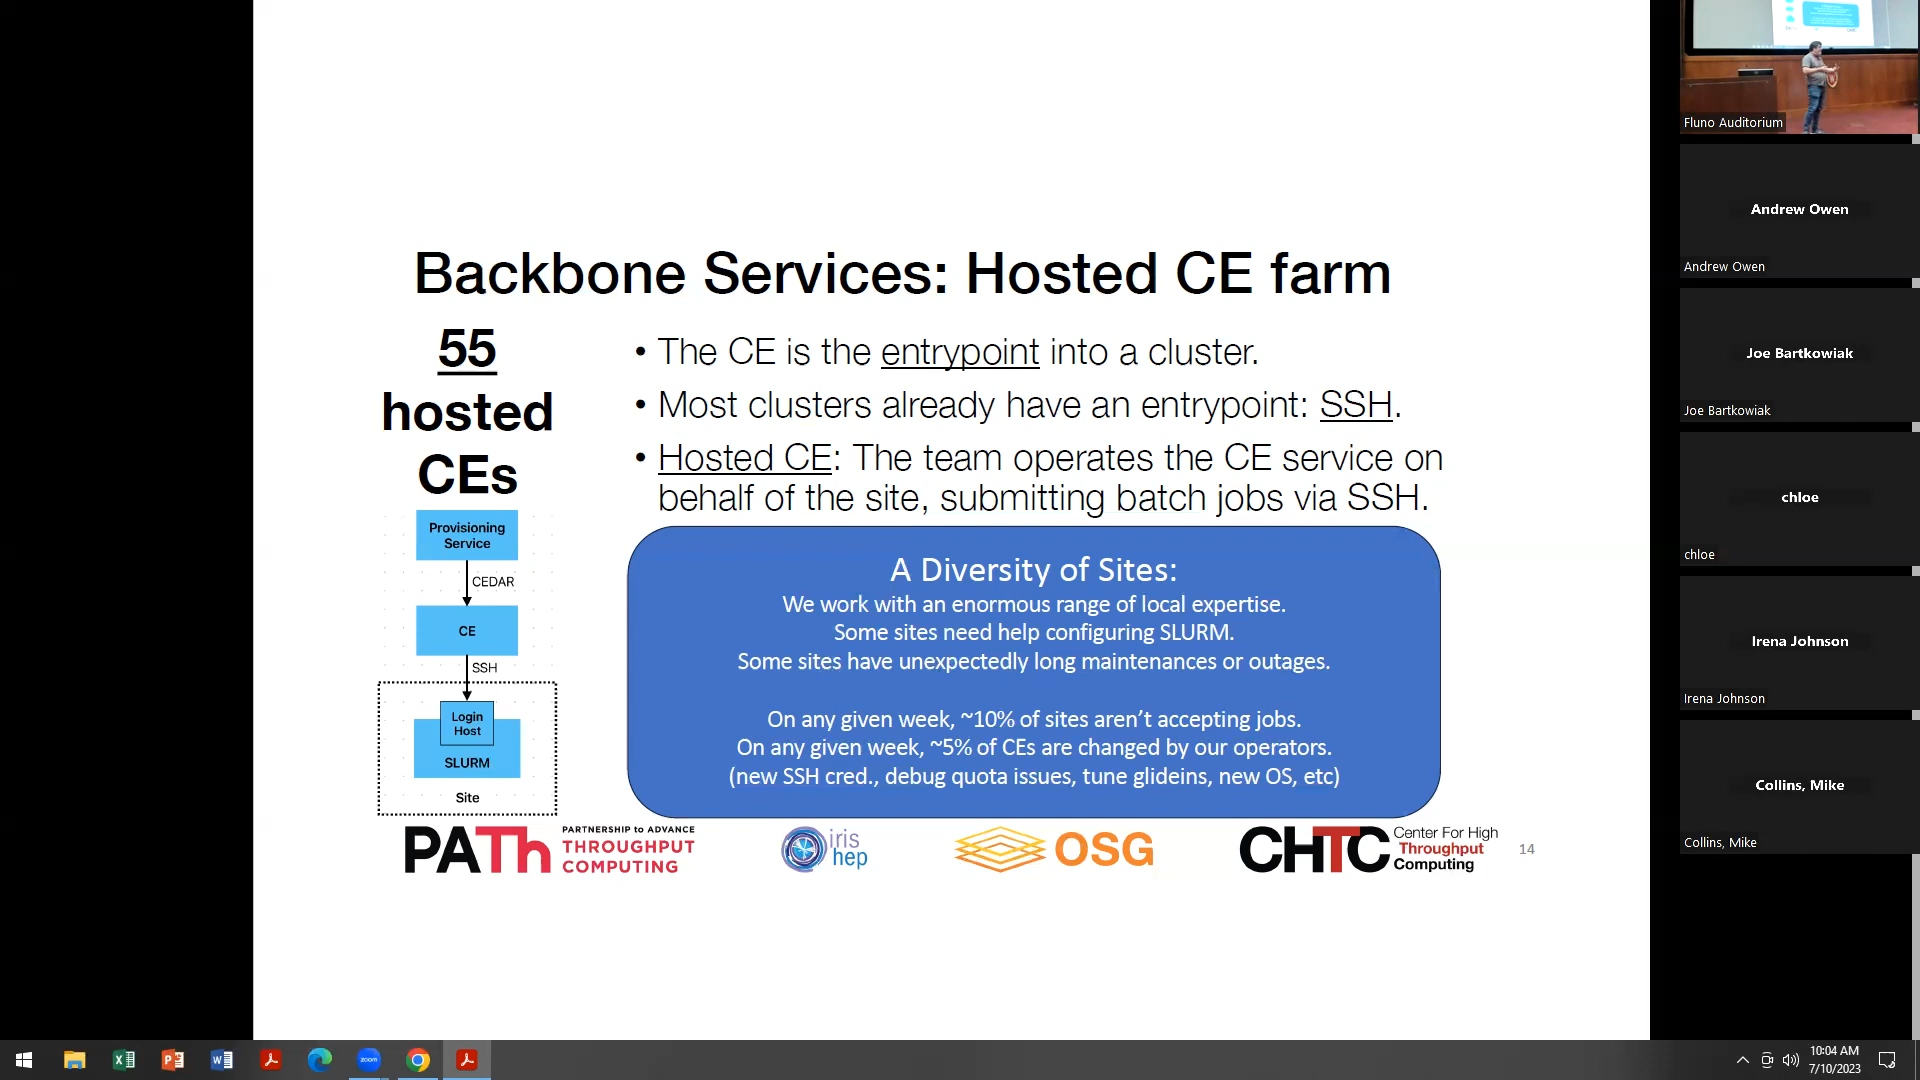 Backbone Services: Hosted CE farm
55
hosted
CEs
• The CE is the entrypoint into a cluster.
• Most clusters already have an entrypoint: SSH.
• Hosted CE: The team operates the CE service on
behalf of the site, submitting batch jobs via SSH.
Provisioning
Service
CEDAR
CE
SSH
Login
Host
SLURM
Site
A Diversity of Sites:
We work with an enormous range of local expertise.
Some sites need help configuring SLURM.
Some sites have unexpectedly long maintenances or outages.
On any given week, ~10% of sites aren’t accepting jobs.
On any given week, ~5% of CEs are changed by our operators.
(new SSH cred., debug quota issues, tune glideins, new OS, etc)
PATh
PARTNERSHIP to ADVANCE
THROUGHPUT
COMPUTING
iris
hep
OSG
CHTC
Center For High
Throughput
Computing
14
Fluno Auditorium
Andrew Owen
Andrew Owen
Joe Bartkowiak
Joe Bartkowiak
chloe
chloe
Irena Johnson
Irena Johnson
Collins, Mike
Collins, Mike
zoom
10:04 AM
7/10/2023